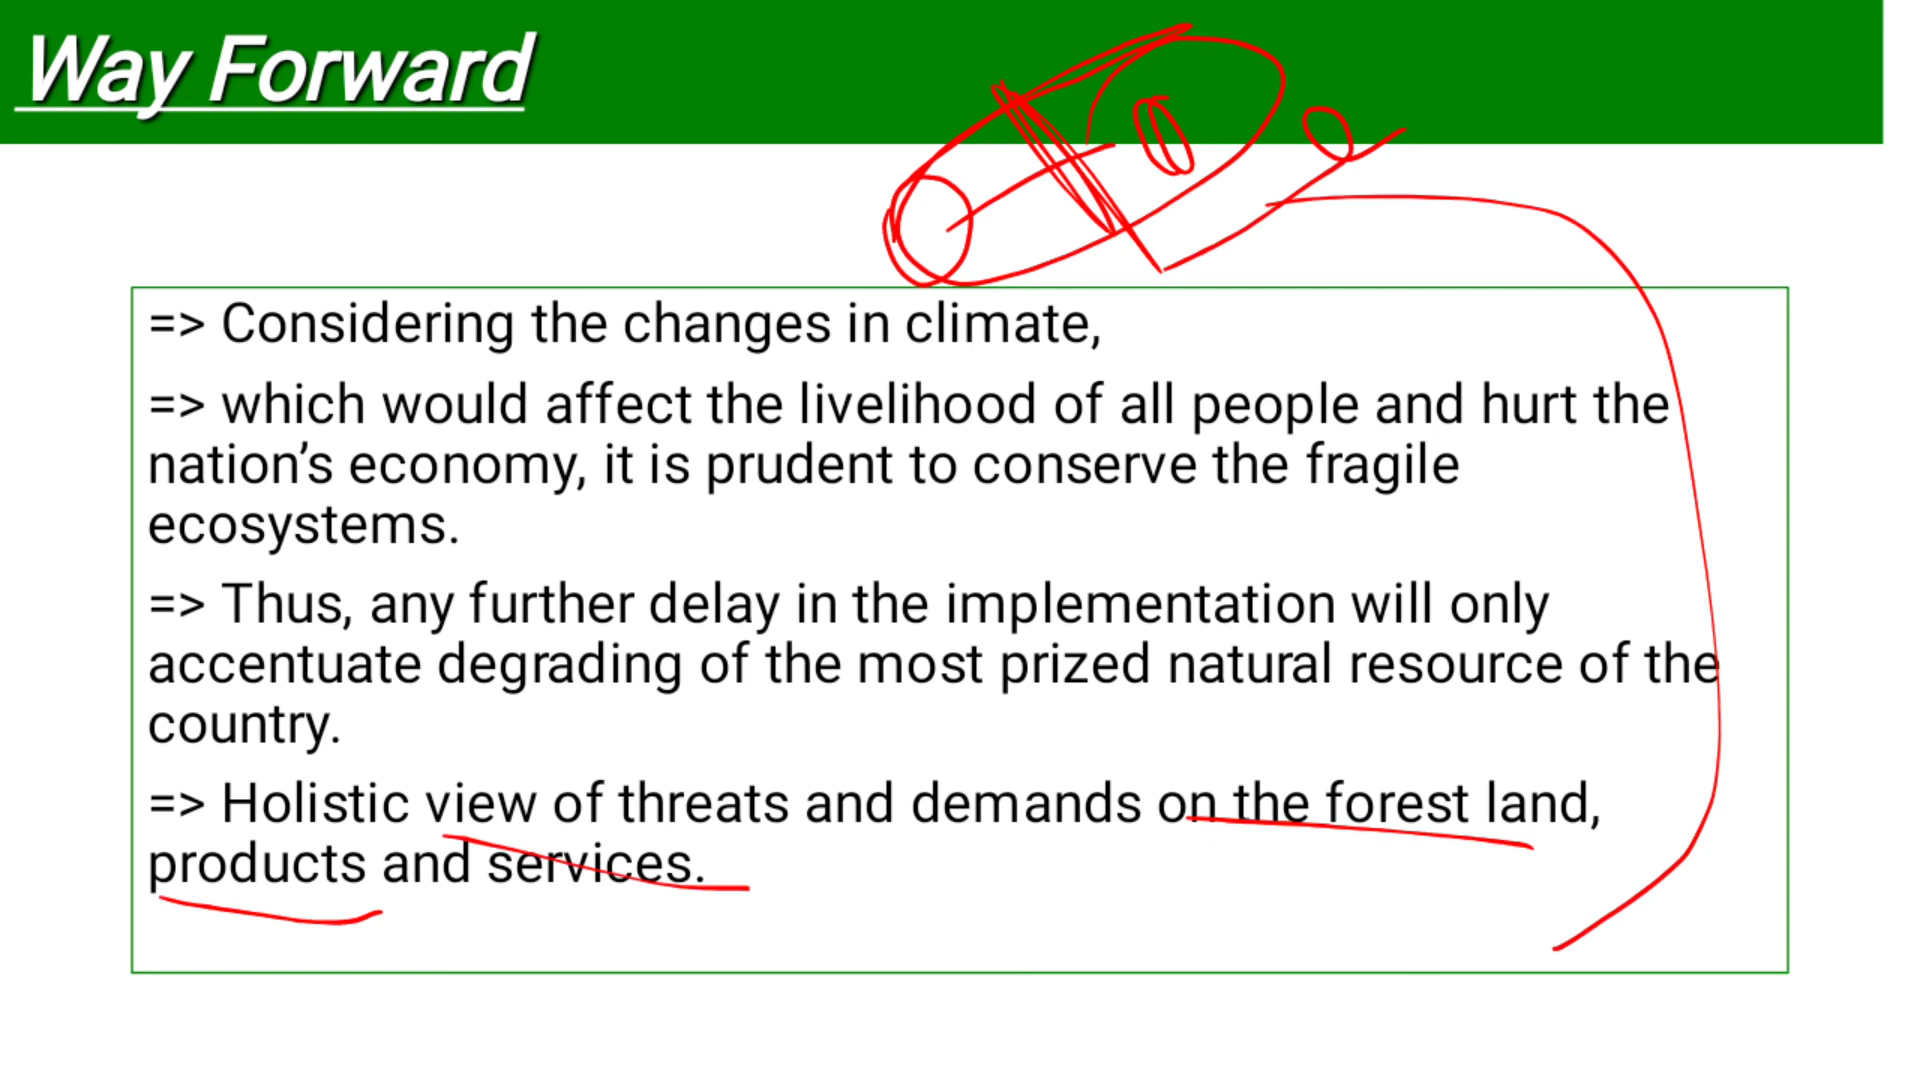 Way Forward
=> Considering the changes in climate,
=> which would affect the livelihood of all people and hurt the
nation’s economy, it is prudent to conserve the fragile
ecosystems.
=> Thus, any further delay in the implementation will only
accentuate degrading of the most prized natural resource of the
country.
=> Holistic view of threats and demands on the forest land,
products and services.